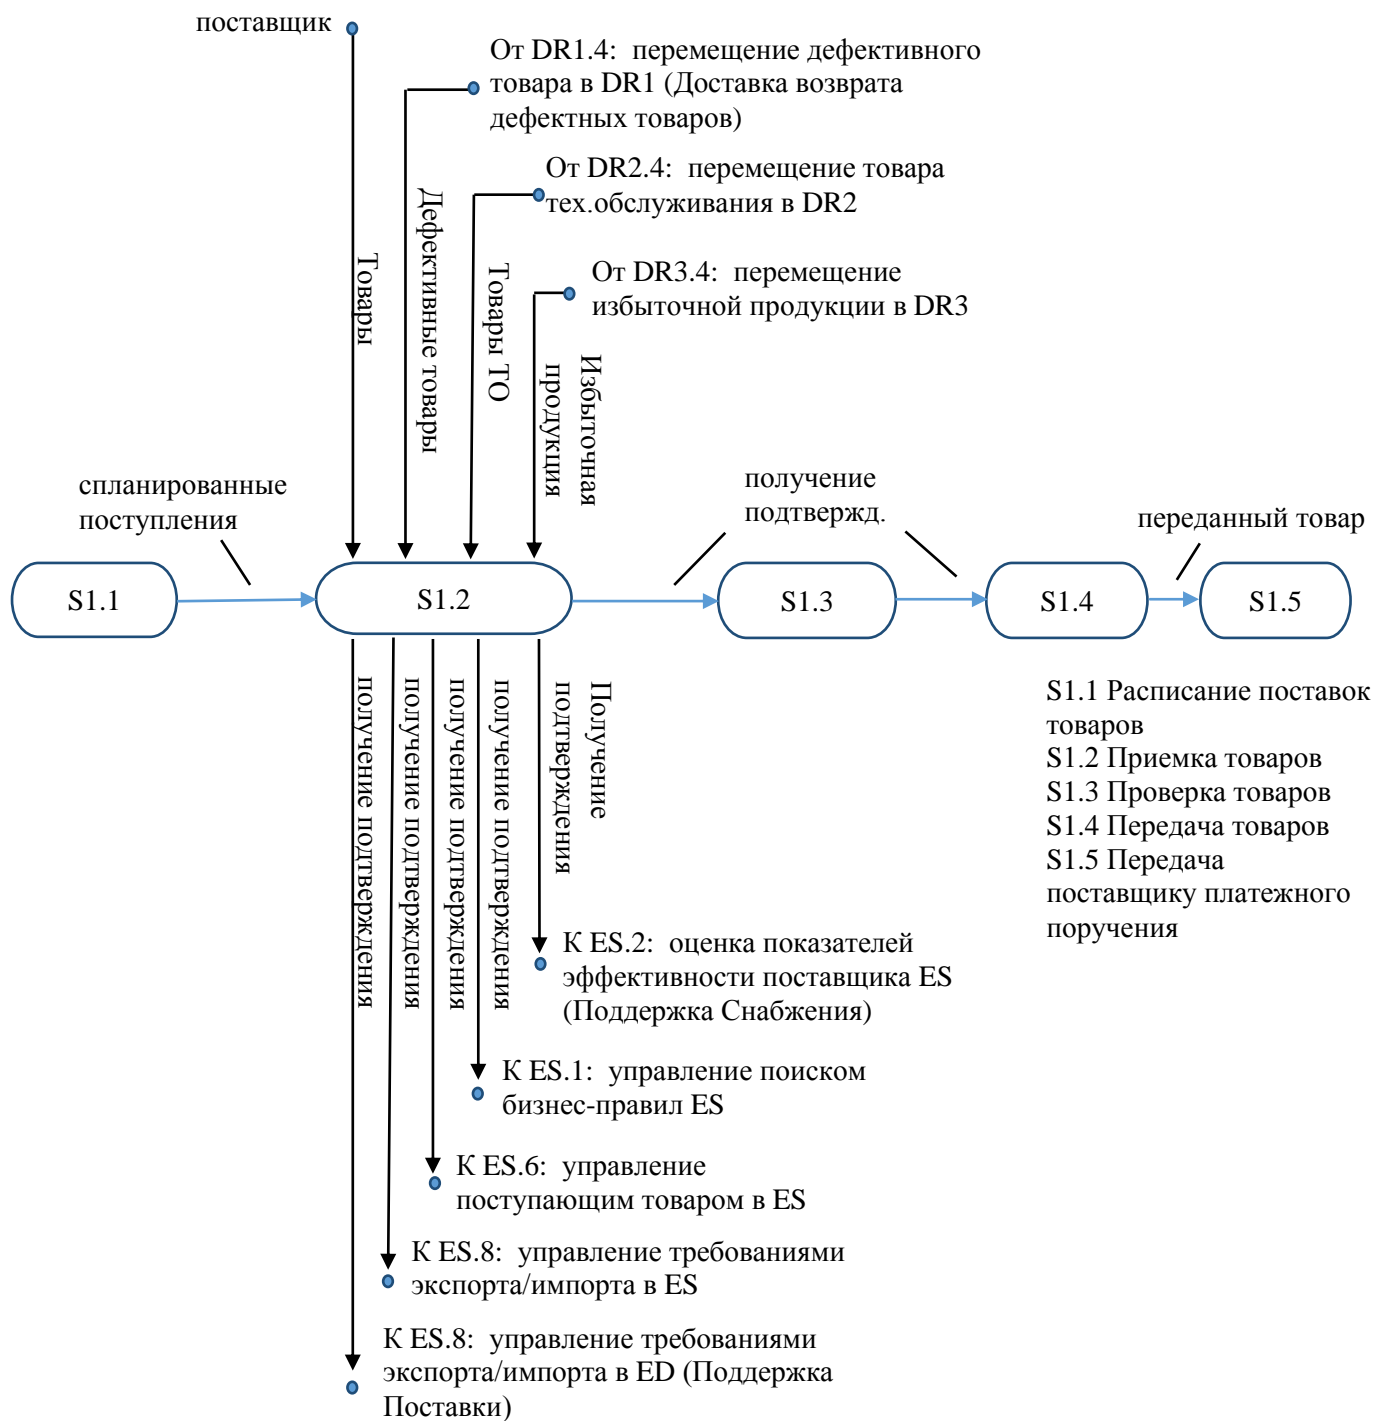 поставщик
От DR1.4: перемещение дефективного
товара в DR1 (Доставка возврата
дефектных товаров)
От DR2.4: перемещение товара
тех.обслуживания в DR2
От DR3.4: перемещение
избыточной продукции в DR3
Товары
Дефективные товары
Товары ТО
Избыточная
продукция
спланированные
поступления
получение
подтвержд.
переданный товар
S1.1
S1.2
S1.3
S1.4
S1.5
получение подтверждения
получение подтверждения
получение подтверждения
получение подтверждения
Получение
подтверждения
S1.1 Расписание поставок
товаров
S1.2 Приемка товаров
S1.3 Проверка товаров
S1.4 Передача товаров
S1.5 Передача
поставщику платежного
поручения
К ES.2: оценка показателей
эффективности поставщика ES
(Поддержка Снабжения)
К ES.1: управление поиском
бизнес-правил ES
К ES.6: управление
поступающим товаром в ES
К ES.8: управление требованиями
экспорта/импорта в ES
К ES.8: управление требованиями
экспорта/импорта в ED (Поддержка
Поставки)